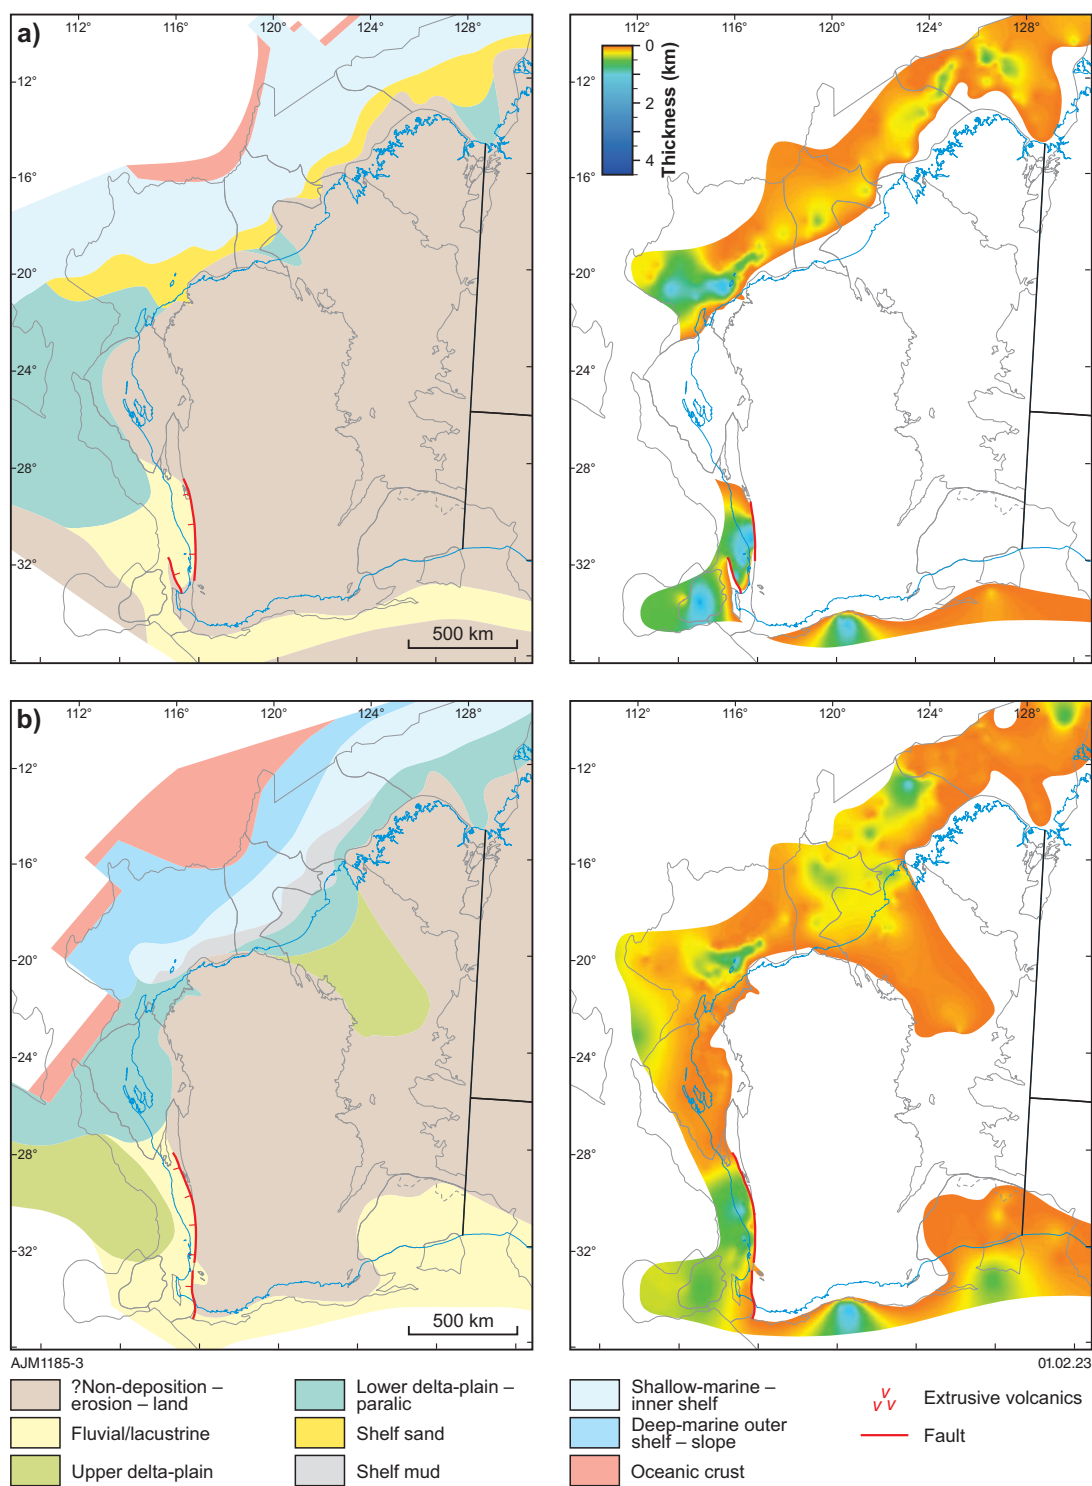 a)
112°
116°
120°
124°
128°
12°
16°
20°
24°
28°
32°
500 km
112°
116°
120°
124°
128°
12°
16°
20°
24°
28°
32°
0
2
4
Thickness (km)
b)
112°
116°
120°
124°
128°
12°
16°
20°
24°
28°
32°
500 km
112°
116°
120°
124°
128°
12°
16°
20°
24°
28°
32°
AJM1185-3
01.02.23
?Non-deposition –
erosion – land
Fluvial/lacustrine
Upper delta-plain
Lower delta-plain –
paralic
Shelf sand
Shelf mud
Shallow-marine –
inner shelf
Deep-marine outer
shelf – slope
Oceanic crust
v
v v
Extrusive volcanics
Fault